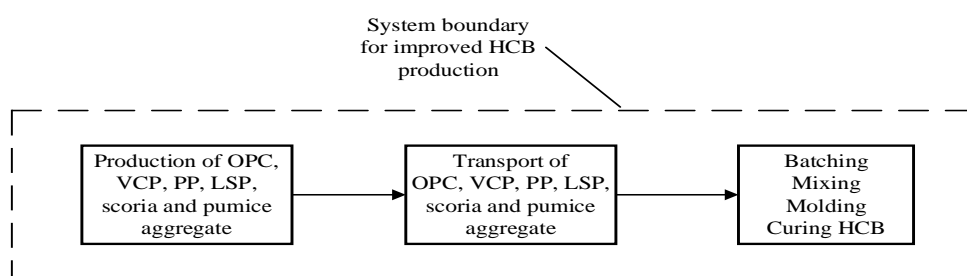 System boundary
for improved HCB
production
Production of OPC,
VCP, PP, LSP,
scoria and pumice
aggregate
Transport of
OPC, VCP, PP, LSP,
scoria and pumice
aggregate
Batching
Mixing
Molding
Curing HCB